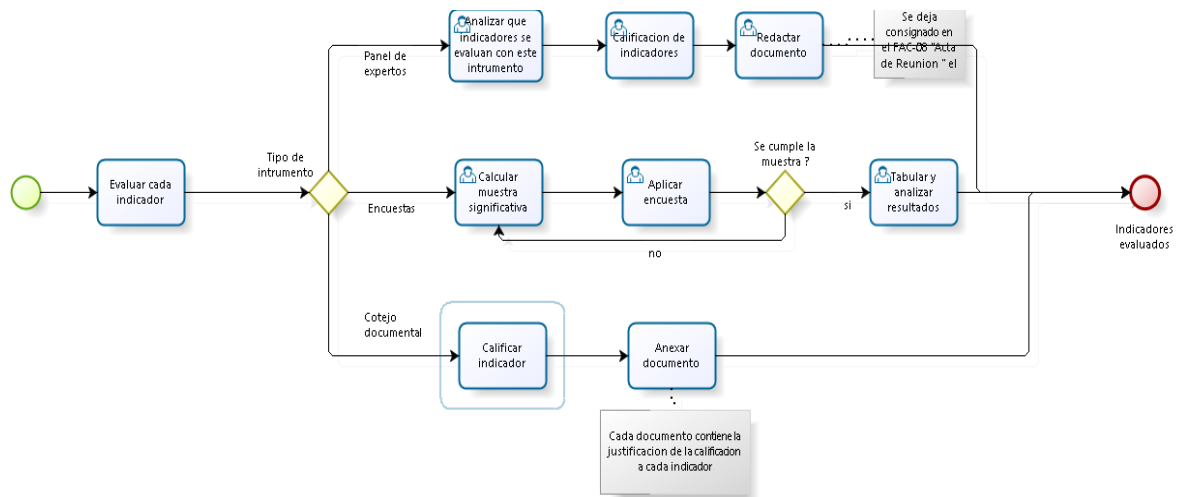 Analizar que
indicadores se
evaluan con este
intrumento
Calificacion de
indicadores
Redactar
documento
Se deja
consignado en
el FAC-08 "Acta
de Reunion " el
Panel de
expertos
Tipo de
intrumento
Evaluar cada
indicador
Encuestas
Calcular
muestra
significativa
Aplicar
encuesta
Se cumple la
muestra ?
si
no
Tabular y
analizar
resultados
Indicadores
evaluados
Cotejo
documental
Calificar
indicador
Anexar
documento
Cada documento contiene la
justificacion de la calificacion
a cada indicador